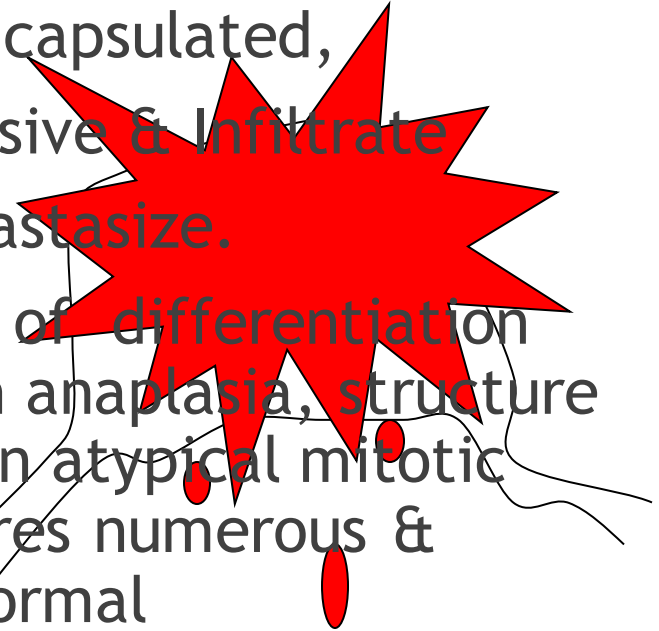 capsulated,
sive & Infiltrate
astasize.
of differentiation
anaplasia, structure
n atypical mitotic
res numerous &
ormal